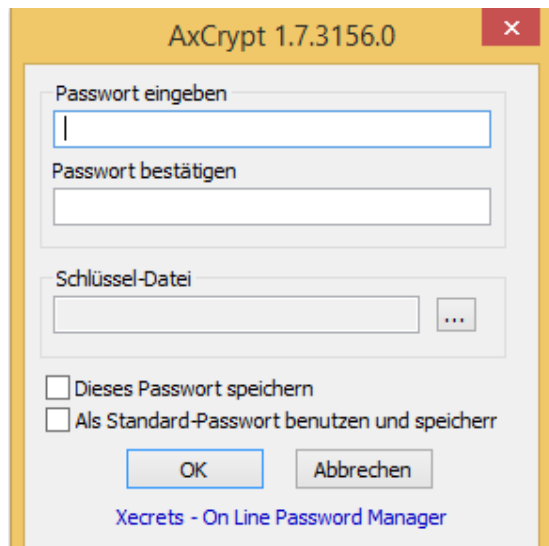 AxCrypt 1.7.3156.0
Passwort eingeben
Passwort bestätigen
Schlüssel-Datei
...
Dieses Passwort speichern
Als Standard-Passwort benutzen und speicherr
OK Abbrechen
Xecrets - On Line Password Manager